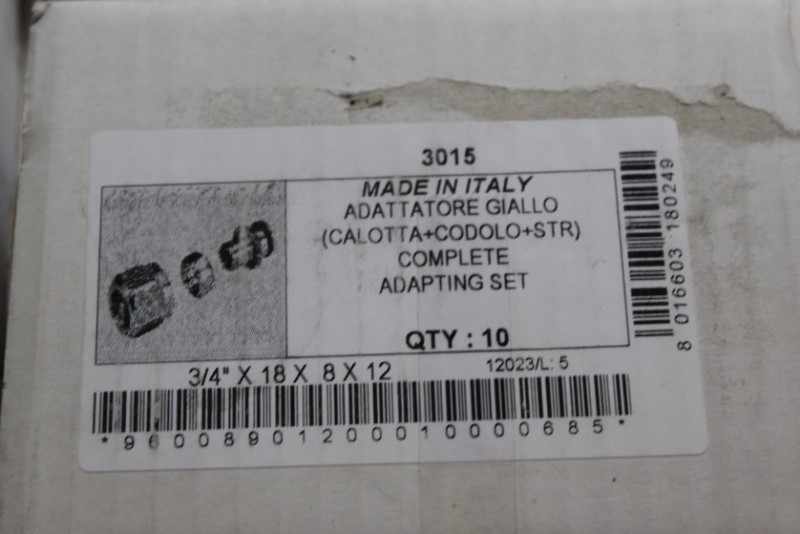 3015
MADE IN ITALY
ADATTATORE GIALLO
(CALOTTA+CODOLO+STR)
COMPLETE
ADAPTING SET
QTY : 10
3/4" X 18 X 8 X 12
12023/L: 5
*96008901200010000685*
8 016603 180249